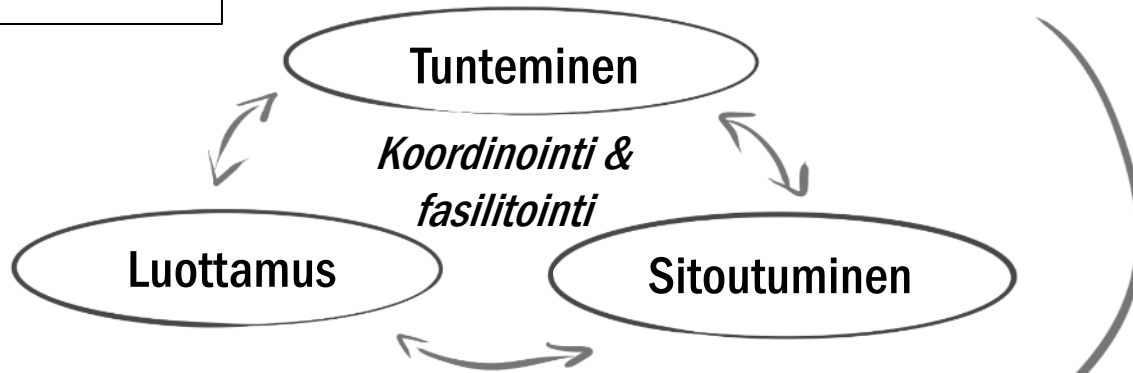 Tunteminen
Koordinointi &
fasilitointi
Luottamus
Sitoutuminen